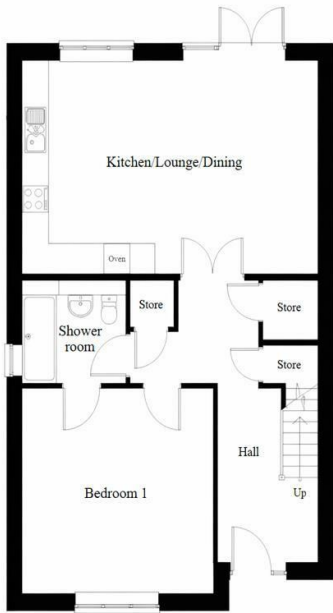 Kitchen/Lounge/Dining
Oven
Store
Store
Shower
room
Store
Hall
Bedroom 1
Up